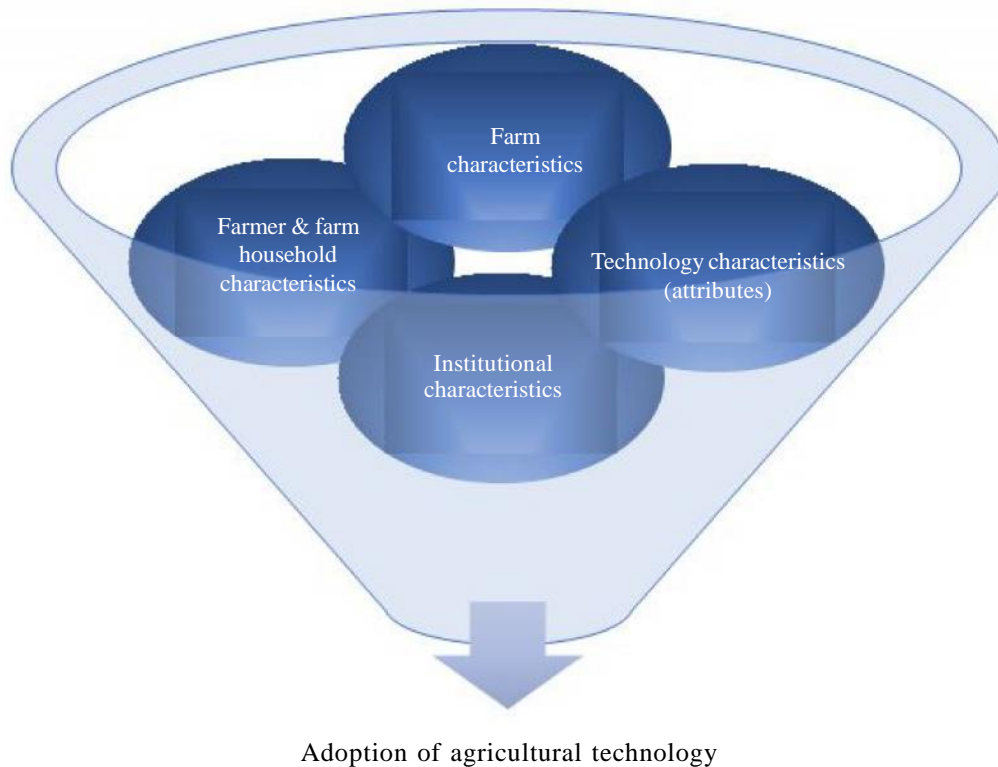 Farm
characteristics
Farmer & farm
household
characteristics
Technology characteristics
(attributes)
Institutional
characteristics
Adoption of agricultural technology